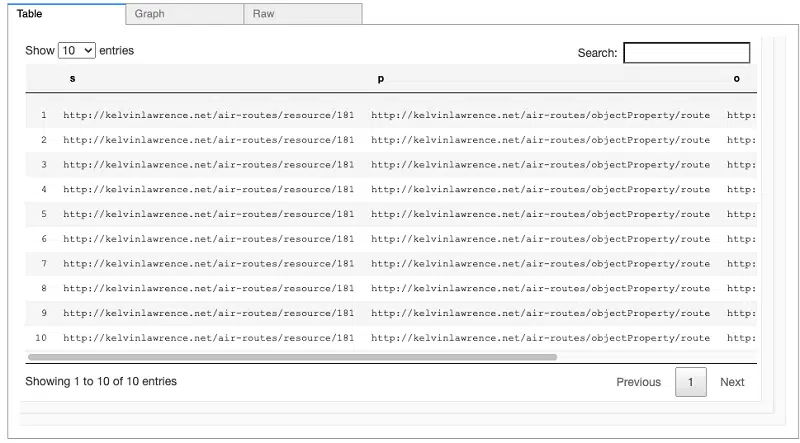 Table Graph Raw
Show 10 entries Search:
s p o
1 http://kelvinlawrence.net/air-routes/resource/181 http://kelvinlawrence.net/air-routes/objectProperty/route http:
2 http://kelvinlawrence.net/air-routes/resource/181 http://kelvinlawrence.net/air-routes/objectProperty/route http:
3 http://kelvinlawrence.net/air-routes/resource/181 http://kelvinlawrence.net/air-routes/objectProperty/route http:
4 http://kelvinlawrence.net/air-routes/resource/181 http://kelvinlawrence.net/air-routes/objectProperty/route http:
5 http://kelvinlawrence.net/air-routes/resource/181 http://kelvinlawrence.net/air-routes/objectProperty/route http:
6 http://kelvinlawrence.net/air-routes/resource/181 http://kelvinlawrence.net/air-routes/objectProperty/route http:
7 http://kelvinlawrence.net/air-routes/resource/181 http://kelvinlawrence.net/air-routes/objectProperty/route http:
8 http://kelvinlawrence.net/air-routes/resource/181 http://kelvinlawrence.net/air-routes/objectProperty/route http:
9 http://kelvinlawrence.net/air-routes/resource/181 http://kelvinlawrence.net/air-routes/objectProperty/route http:
10 http://kelvinlawrence.net/air-routes/resource/181 http://kelvinlawrence.net/air-routes/objectProperty/route http:
Showing 1 to 10 of 10 entries Previous 1 Next